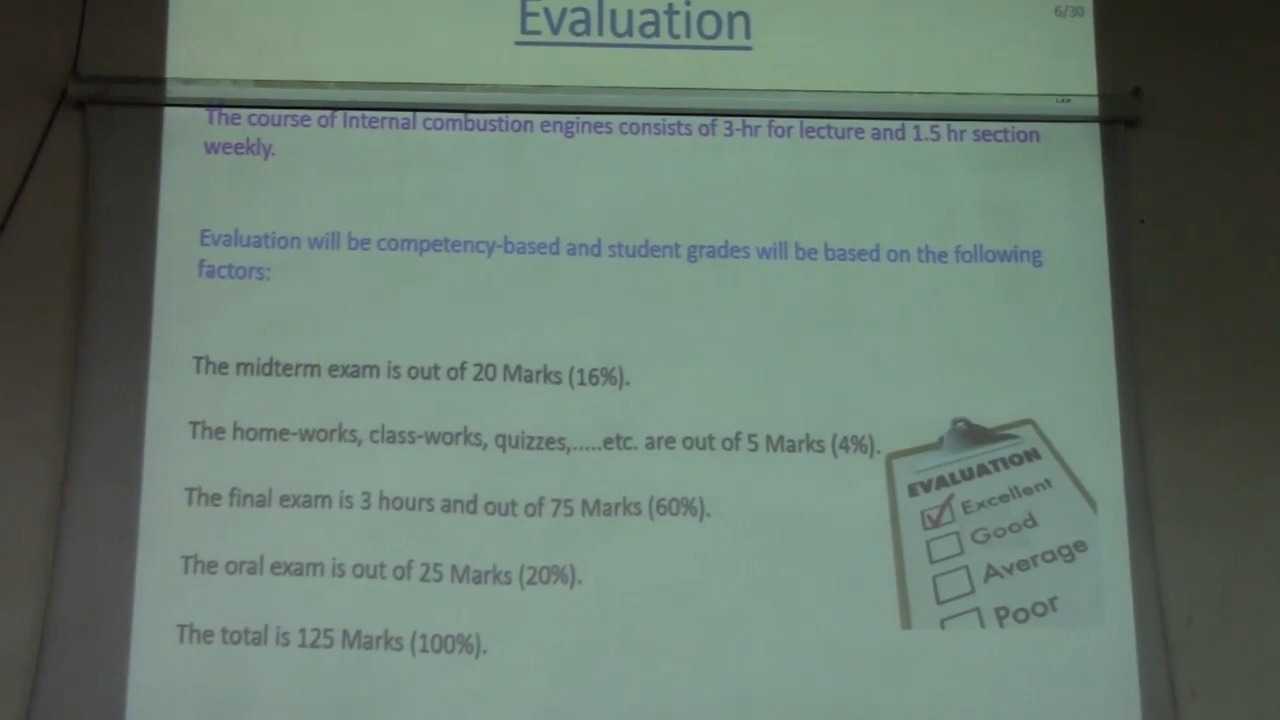 Evaluation
6/30
The course of Internal combustion engines consists of 3-hr for lecture and 1.5 hr section
weekly.
Evaluation will be competency-based and student grades will be based on the following
factors:
The midterm exam is out of 20 Marks (16%).
The home-works, class-works, quizzes,.....etc. are out of 5 Marks (4%).
The final exam is 3 hours and out of 75 Marks (60%).
The oral exam is out of 25 Marks (20%).
The total is 125 Marks (100%).
EVALUATION
Excellent
Good
Average
Poor